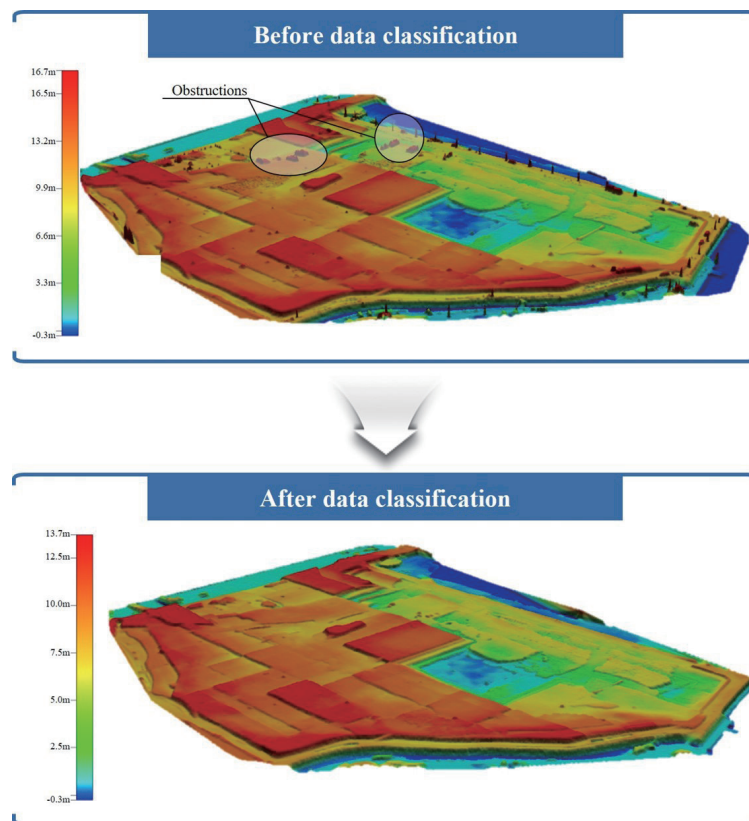 Before data classification
Obstructions
16.7m
16.5m
13.2m
9.9m
6.6m
3.3m
-0.3m
After data classification
13.7m
12.5m
10.0m
7.5m
5.0m
2.5m
-0.3m